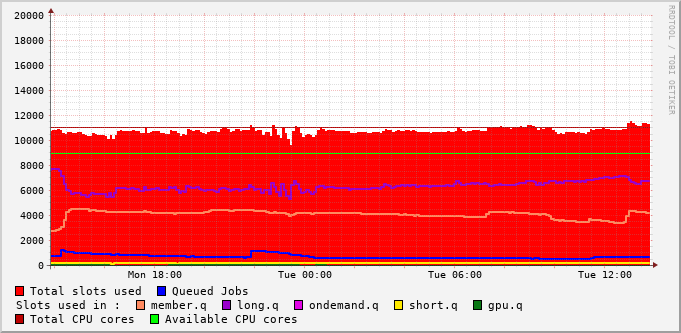 20000
18000
16000
14000
12000
10000
8000
6000
4000
2000
0
Mon 18:00 Tue 00:00 Tue 06:00 Tue 12:00
RRDTOOL / TOBI OETIKER
Total slots used Queued Jobs
Slots used in : member.q long.q ondemand.q short.q gpu.q
Total CPU cores Available CPU cores